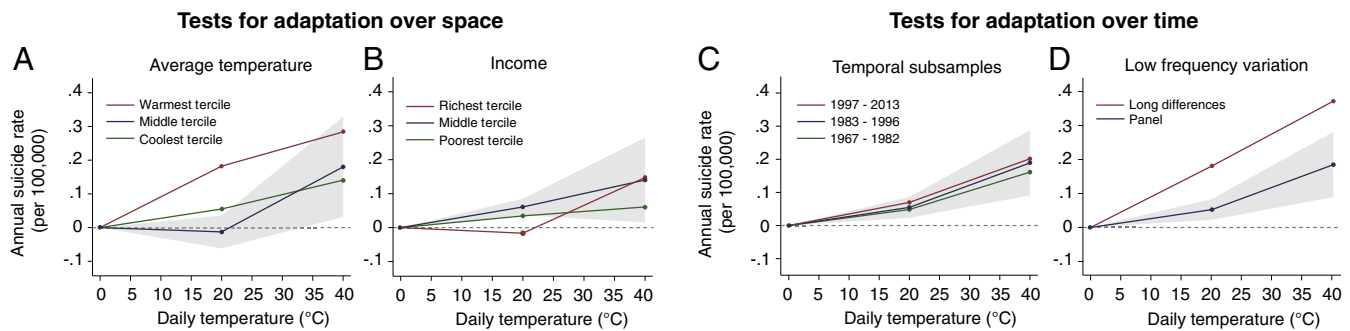 Tests for adaptation over space
Tests for adaptation over time
A
Average temperature
Annual suicide rate
(per 100,000)
.4
.3
.2
.1
0
-.1
Warmest tercile
Middle tercile
Coolest tercile
0 5 10 15 20 25 30 35 40
Daily temperature (°C)
B
Income
.4
.3
.2
.1
0
-.1
Richest tercile
Middle tercile
Poorest tercile
0 5 10 15 20 25 30 35 40
Daily temperature (°C)
C
Temporal subsamples
Annual suicide rate
(per 100,000)
.4
.3
.2
.1
0
-.1
1997 - 2013
1983 - 1996
1967 - 1982
0 5 10 15 20 25 30 35 40
Daily temperature (°C)
D
Low frequency variation
.4
.3
.2
.1
0
-.1
Long differences
Panel
0 5 10 15 20 25 30 35 40
Daily temperature (°C)